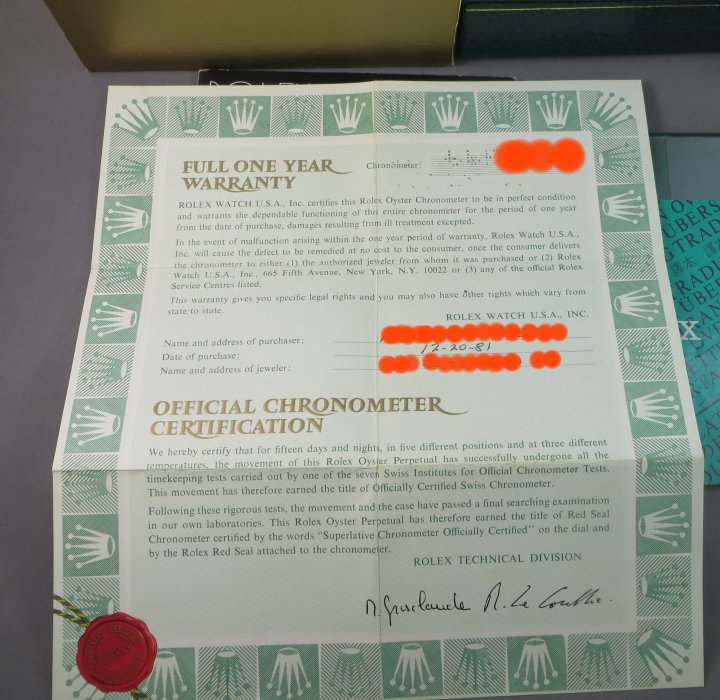 FULL ONE YEAR
WARRANTY
Chronometer:
ROLEX WATCH U.S.A., Inc. certifies this Rolex Oyster Chronometer to be in perfect condition
and warrants the dependable functioning of this entire chronometer for the period of one year
from the date of purchase, damages resulting from ill treatment excepted.
In the event of malfunction arising within the one year period of warranty, Rolex Watch U.S.A.,
Inc. will cause the defect to be remedied at no cost to the consumer, once the consumer delivers
the chronometer to either (1) the authorized jeweler from whom it was purchased or (2) Rolex
Watch U.S.A., Inc., 665 Fifth Avenue, New York, N.Y. 10022 or (3) any of the official Rolex
Service Centres listed.
This warranty gives you specific legal rights and you may also have other rights which vary from
state to state.
ROLEX WATCH U.S.A., INC.
Name and address of purchaser:
Date of purchase: 12-20-81
Name and address of jeweler:
OFFICIAL CHRONOMETER
CERTIFICATION
We hereby certify that for fifteen days and nights, in five different positions and at three different
temperatures, the movement of this Rolex Oyster Perpetual has successfully undergone all the
timekeeping tests carried out by one of the seven Swiss Institutes for Official Chronometer Tests.
This movement has therefore earned the title of Officially Certified Swiss Chronometer.
Following these rigorous tests, the movement and the case have passed a final searching examination
in our own laboratories. This Rolex Oyster Perpetual has therefore earned the title of Red Seal
Chronometer certified by the words "Superlative Chronometer Officially Certified" on the dial and
by the Rolex Red Seal attached to the chronometer.
ROLEX TECHNICAL DIVISION